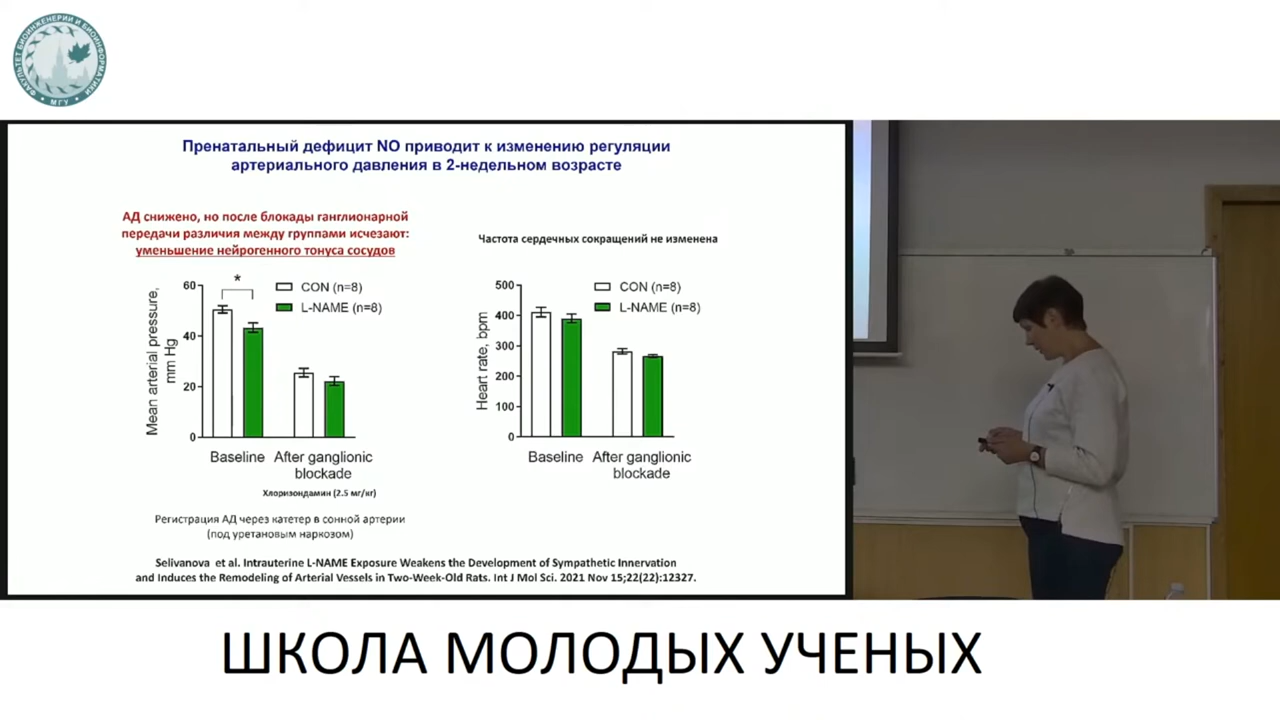 ФАКУЛЬТЕТ БИОИНЖЕНЕРИИ И БИОИНФОРМАТИКИ
МГУ
Пренатальный дефицит NO приводит к изменению регуляции
артериального давления в 2-недельном возрасте
АД снижено, но после блокады ганглионарной
передачи различия между группами исчезают:
уменьшение нейрогенного тонуса сосудов
Mean arterial pressure,
mm Hg
60
40
20
0
*
CON (n=8)
L-NAME (n=8)
Baseline
After ganglionic
blockade
Хлоризондамин (2.5 мг/кг)
Регистрация АД через катетер в сонной артерии
(под уретановым наркозом)
Частота сердечных сокращений не изменена
Heart rate, bpm
500
400
300
200
100
0
CON (n=8)
L-NAME (n=8)
Baseline
After ganglionic
blockade
Selivanova et al. Intrauterine L-NAME Exposure Weakens the Development of Sympathetic Innervation
and Induces the Remodeling of Arterial Vessels in Two-Week-Old Rats. Int J Mol Sci. 2021 Nov 15;22(22):12327.
ШКОЛА МОЛОДЫХ УЧЕНЫХ